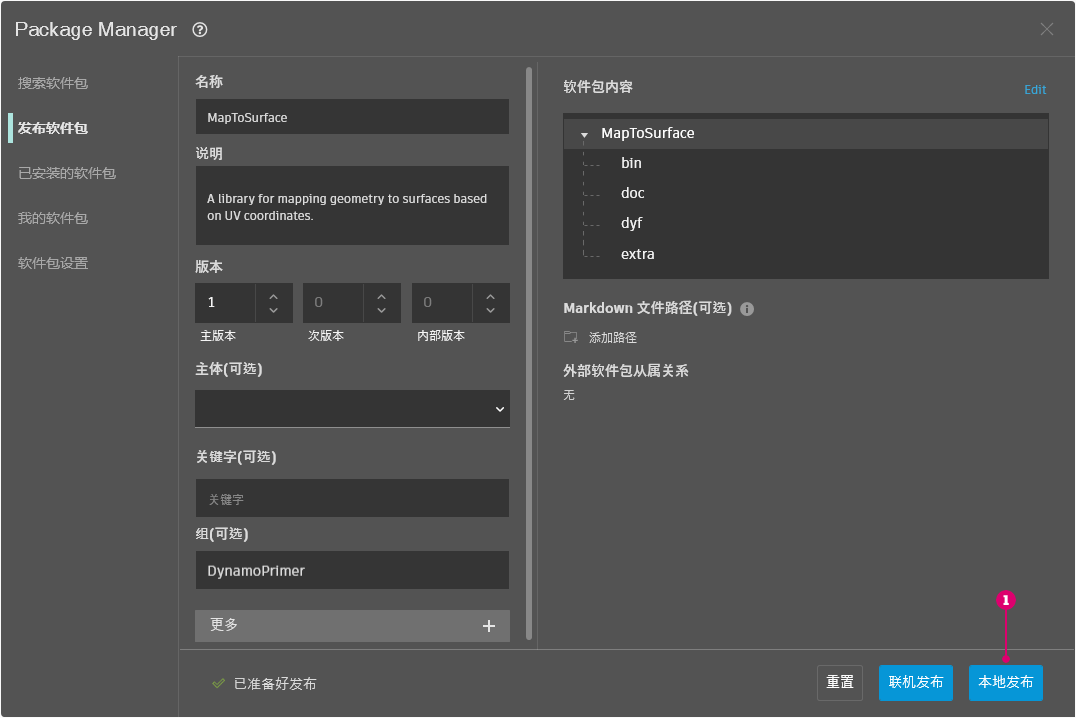 Package Manager ?
搜索软件包
发布软件包
已安装的软件包
我的软件包
软件包设置
名称
MapToSurface
说明
A library for mapping geometry to surfaces based
on UV coordinates.
版本
1 0 0
主版本 次版本 内部版本
主体(可选)
关键字(可选)
关键字
组(可选)
DynamoPrimer
更多 +
软件包内容 Edit
MapToSurface
bin
doc
dyf
extra
Markdown 文件路径(可选) i
添加路径
外部软件包从属关系
无
1
已准备好发布
重置 联机发布 本地发布